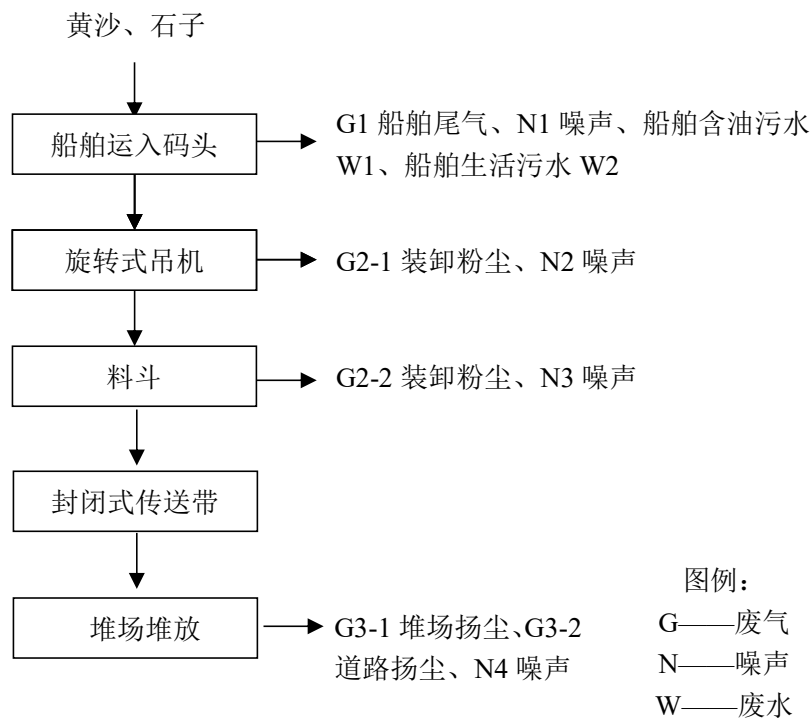 黄沙、石子
船舶运入码头
G1 船舶尾气、N1 噪声、船舶含油污水
W1、船舶生活污水 W2
旋转式吊机
G2-1 装卸粉尘、N2 噪声
料斗
G2-2 装卸粉尘、N3 噪声
封闭式传送带
堆场堆放
G3-1 堆场扬尘、G3-2
道路扬尘、N4 噪声
图例：
G——废气
N——噪声
W——废水